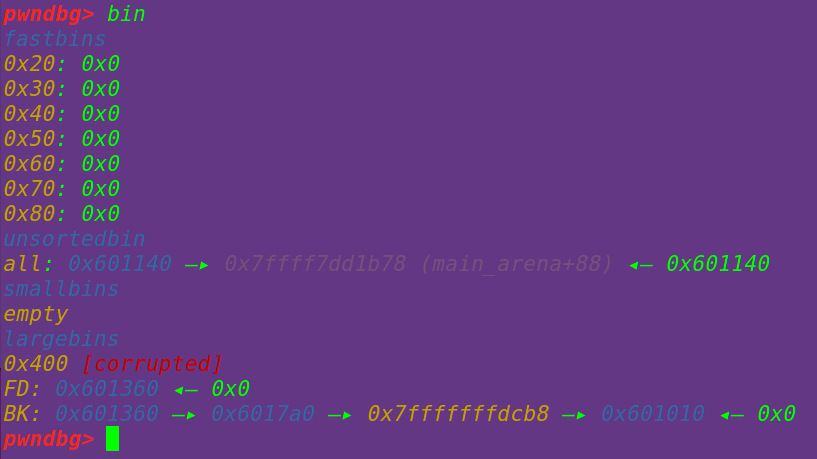 pwndbg> bin
fastbins
0x20: 0x0
0x30: 0x0
0x40: 0x0
0x50: 0x0
0x60: 0x0
0x70: 0x0
0x80: 0x0
unsortedbin
all: 0x601140 —▸ 0x7ffff7dd1b78 (main_arena+88) ◂— 0x601140
smallbins
empty
largebins
0x400 [corrupted]
FD: 0x601360 ◂— 0x0
BK: 0x601360 —▸ 0x6017a0 —▸ 0x7fffffffdcb8 —▸ 0x601010 ◂— 0x0
pwndbg>